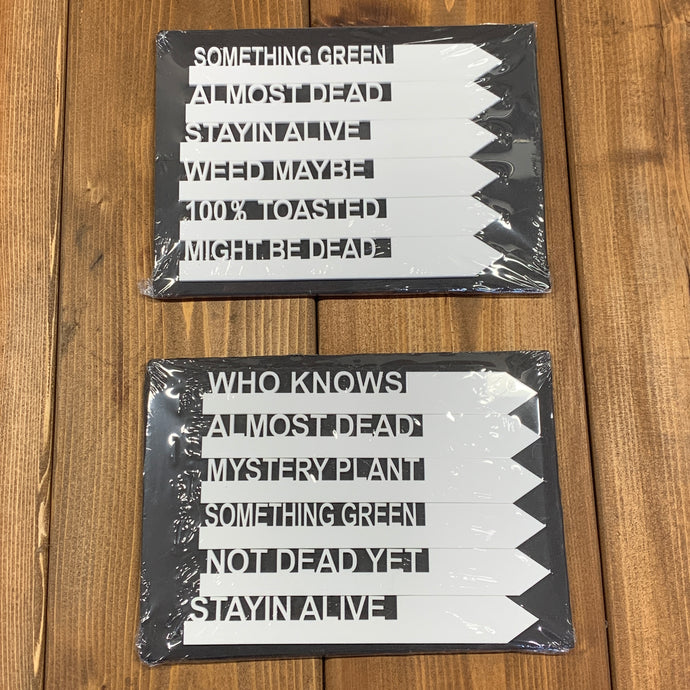 SOMETHING GREEN
ALMOST DEAD
STAYIN ALIVE
WEED MAYBE
100% TOASTED
MIGHT BE DEAD
WHO KNOWS
ALMOST DEAD
MYSTERY PLANT
SOMETHING GREEN
NOT DEAD YET
STAYIN ALIVE